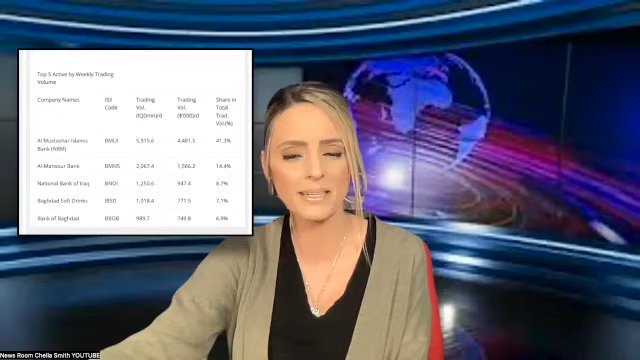 Top 5 Active by Weekly Trading
Volume
Company Names ISX Code Trading Vol. (IQDmn)/d Trading Vol. ($'000)/d Share in Total Trad. Vol.(%)
Al Mustashar Islamic Bank (NRM) BMUI 5,915.6 4,481.5 41.3%
Al-Mansour Bank BMNS 2,067.4 1,566.2 14.4%
National Bank of Iraq BNOI 1,250.6 947.4 8.7%
Baghdad Soft Drinks IBSD 1,018.4 771.5 7.1%
Bank of Baghdad BBOB 989.7 749.8 6.9%
News Room Chella Smith YOUTUBE